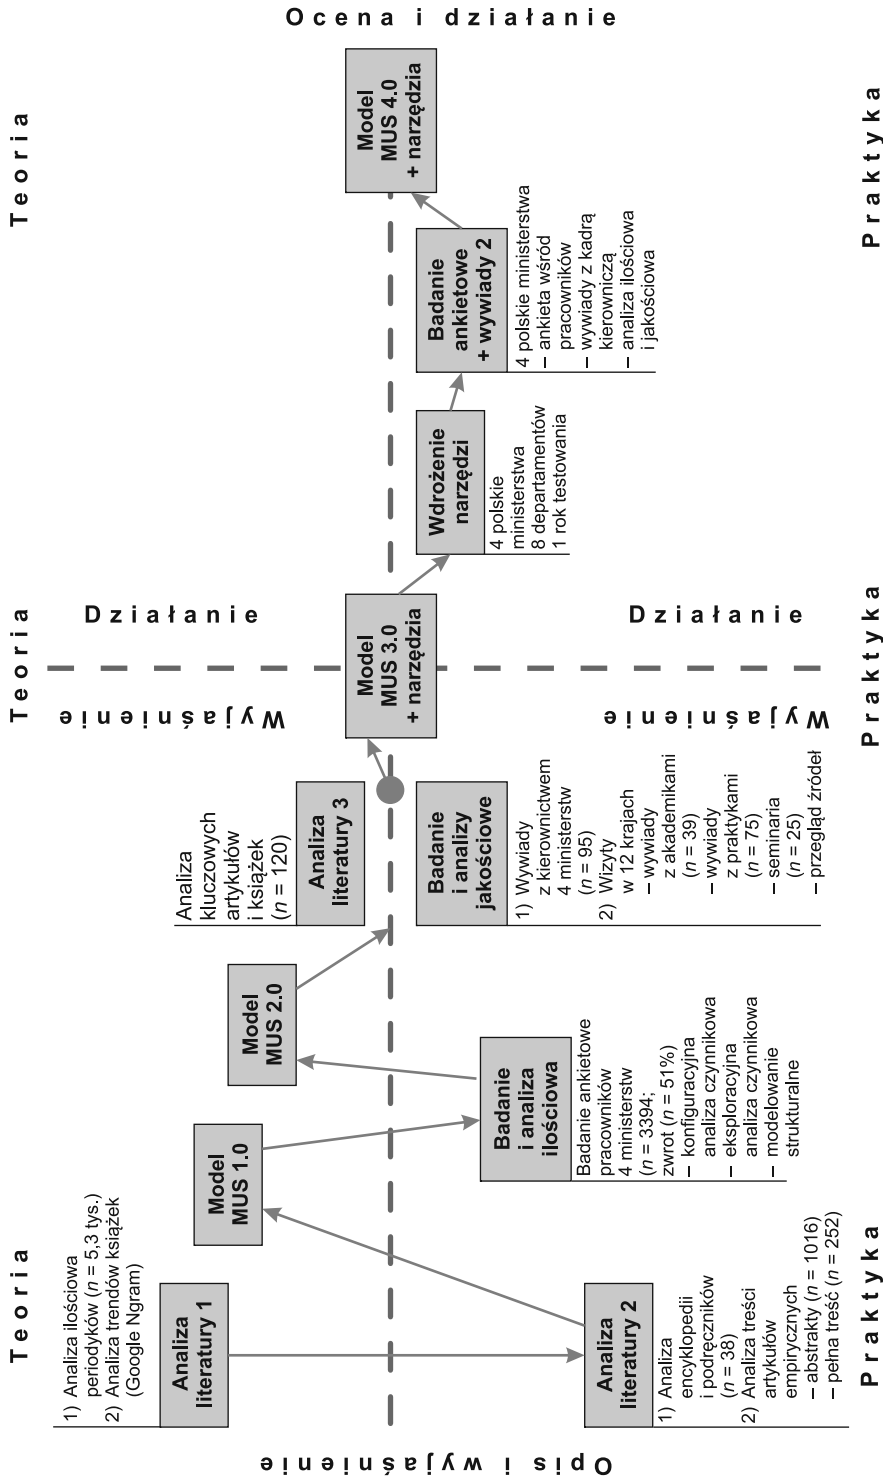 Opis i wyjaśnienie
Teoria
1) Analiza ilościowa
periodyków (n = 5,3 tys.)
2) Analiza trendów książek
(Google Ngram)
Analiza
literatury 1
Analiza
literatury 2
1) Analiza
encyklopedii
i podręczników
(n = 38)
2) Analiza treści
artykułów
empirycznych
– abstrakty (n = 1016)
– pełna treść (n = 252)
Praktyka
Model
MUS 1.0
Badanie
i analiza
ilościowa
Badanie ankietowe
pracowników
4 ministerstw
(n = 3394;
zwrot (n = 51%)
– konfiguracyjna
analiza czynnikowa
– eksploracyjna
analiza czynnikowa
– modelowanie
strukturalne
Model
MUS 2.0
Analiza
kluczowych
artykułów
i książek
(n = 120)
Analiza
literatury 3
Badanie
i analizy
jakościowe
1) Wywiady
z kierownictwem
4 ministerstw
(n = 95)
2) Wizyty
w 12 krajach
– wywiady
z akademikami
(n = 39)
– wywiady
z praktykami
(n = 75)
– seminaria
(n = 25)
– przegląd źródeł
Teoria
Wyjaśnienie
Działanie
Model
MUS 3.0
+ narzędzia
Wyjaśnienie
Działanie
Praktyka
Wdrożenie
narzędzi
4 polskie
ministerstwa
8 departamentów
1 rok testowania
Badanie
ankietowe
+ wywiady 2
4 polskie ministerstwa
– ankieta wśród
pracowników
– wywiady z kadrą
kierowniczą
– analiza ilościowa
i jakościowa
Teoria
Model
MUS 4.0
+ narzędzia
Praktyka
Ocena i działanie